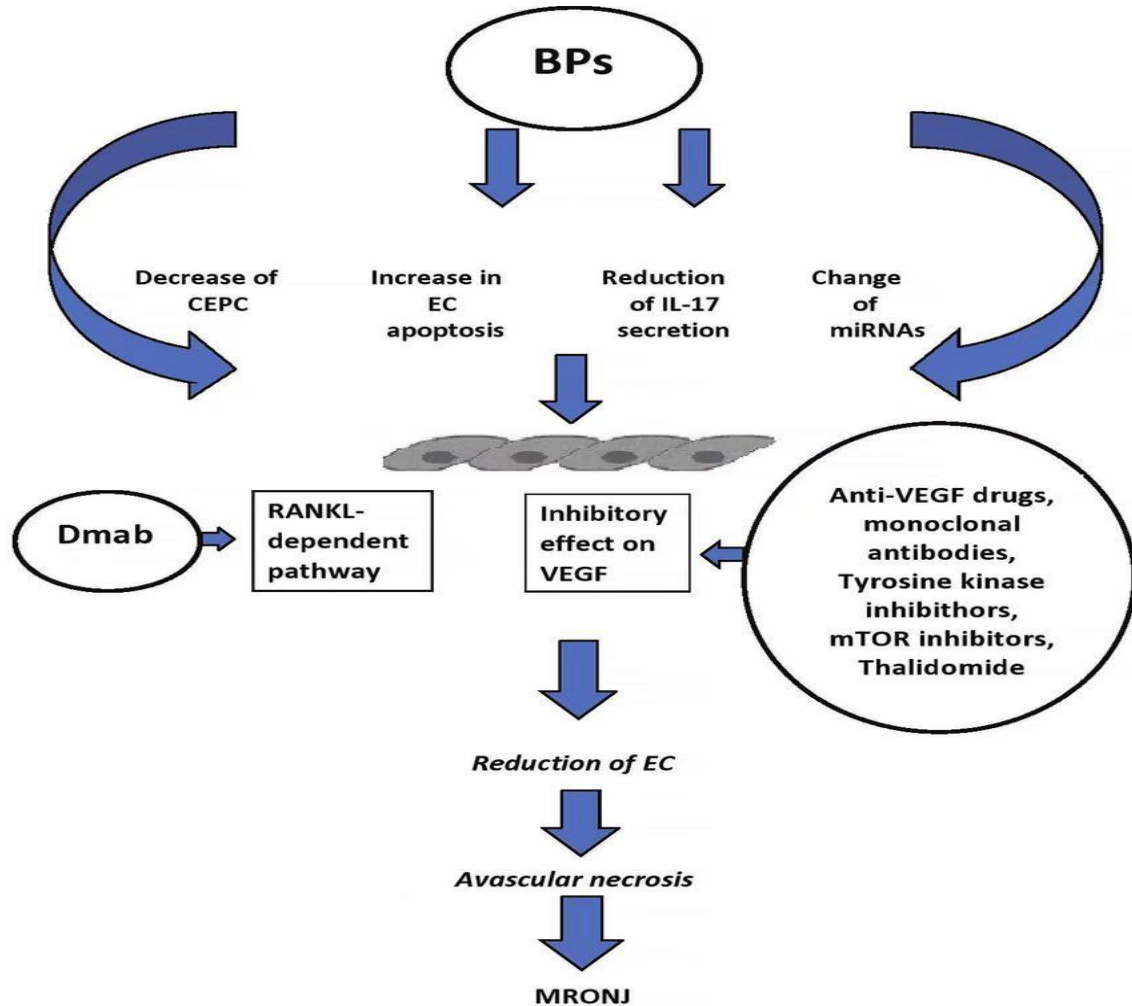 BPs
Decrease of
CEPC
Increase in
EC
apoptosis
Reduction
of IL-17
secretion
Change
of
miRNAs
Dmab
RANKL-
dependent
pathway
Inhibitory
effect on
VEGF
Anti-VEGF drugs,
monoclonal
antibodies,
Tyrosine kinase
inhibithors,
mTOR inhibitors,
Thalidomide
Reduction of EC
Avascular necrosis
MRONJ